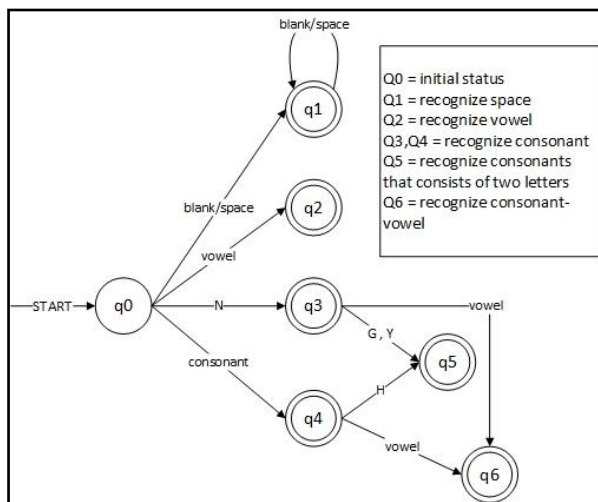 blank/space
q1
Q0 = initial status
Q1 = recognize space
Q2 = recognize vowel
Q3,Q4 = recognize consonant
Q5 = recognize consonants
that consists of two letters
Q6 = recognize consonant-
vowel
blank/space
q2
vowel
START
q0
N
q3
vowel
G , Y
q5
consonant
H
q4
vowel
q6